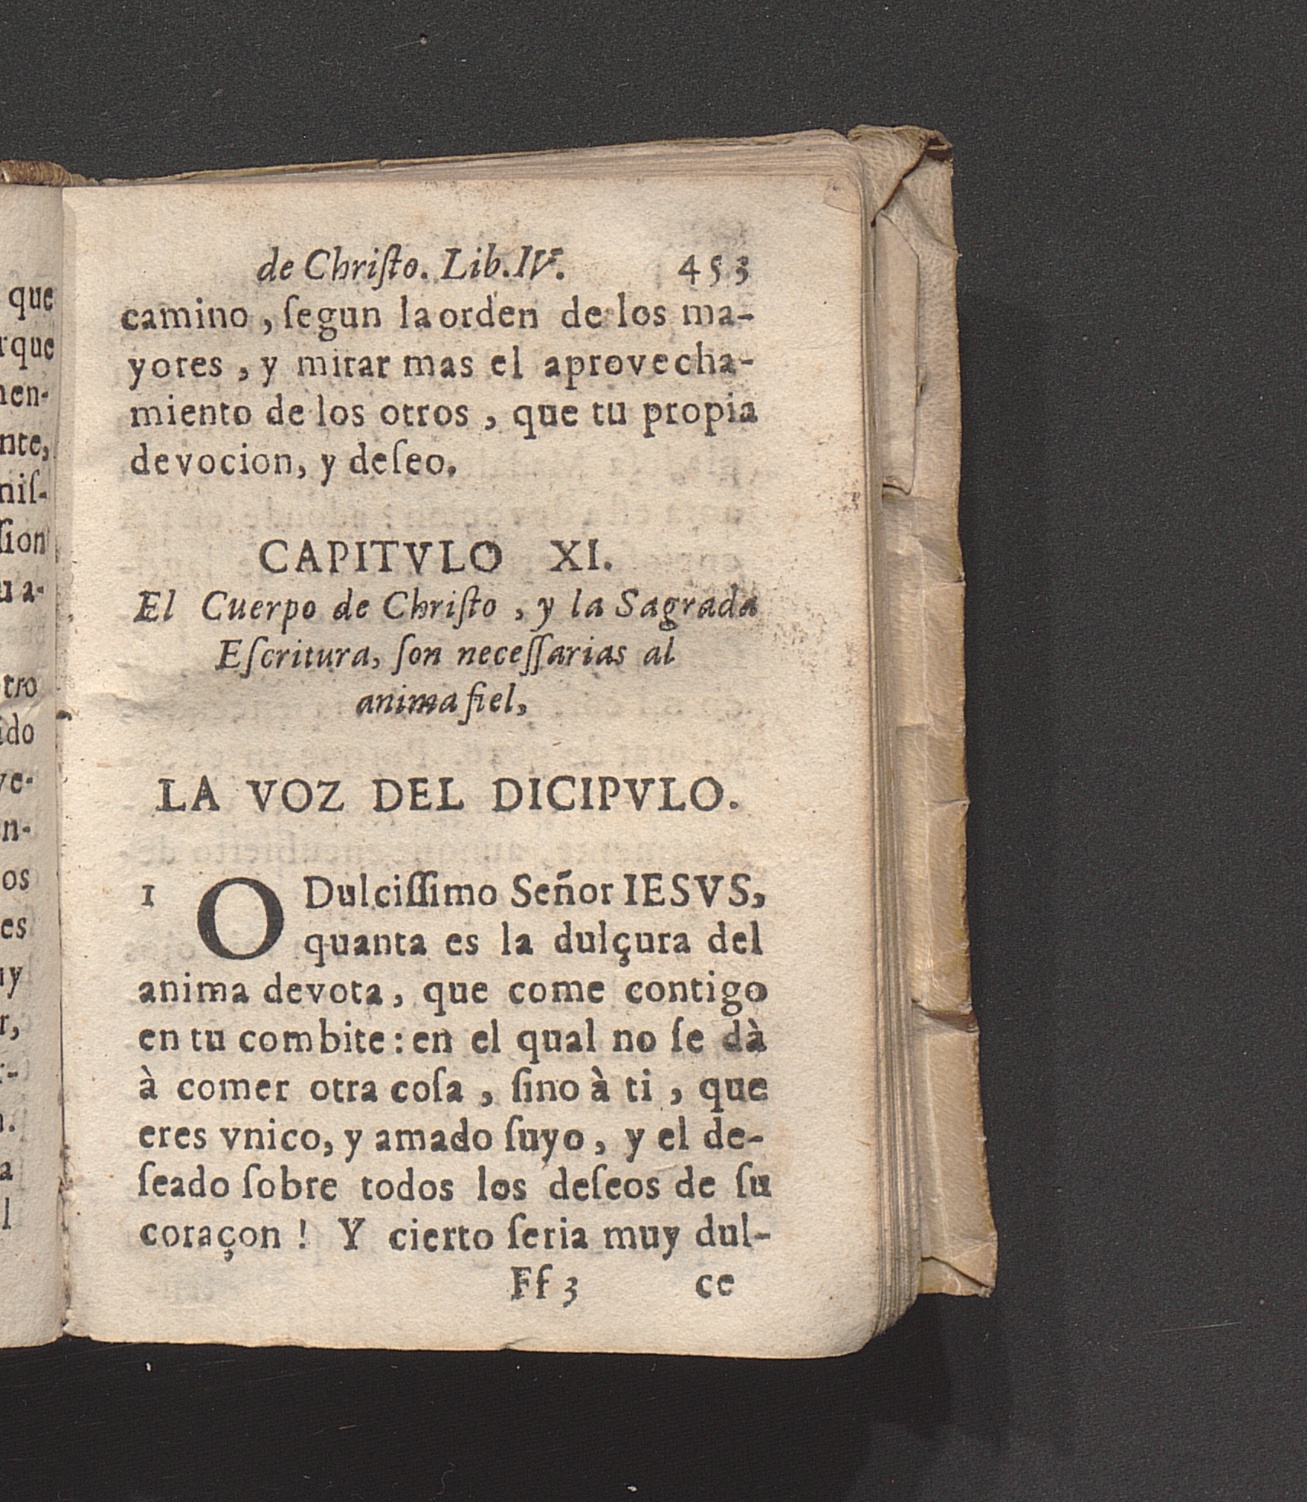 de Chriſto. Lib. IV. 453
camino, ſegun la orden de los ma-
yores, y mirar mas el aprovecha-
miento de los otros, que tu propia
devocion, y deſeo.
CAPITVLO XI.
El Cuerpo de Chriſto, y la Sagrada
Eſcritura, ſon neceſſarias al
anima fiel,
LA VOZ DEL DICIPVLO.
1 O Dulciſſimo Señor IESVS,
quanta es la dulçura del
anima devota, que come contigo
en tu combite: en el qual no ſe dà
à comer otra coſa, ſino à ti, que
eres vnico, y amado ſuyo, y el de-
ſeado ſobre todos los deſeos de ſu
coraçon! Y cierto ſeria muy dul-
Ff 3 ce